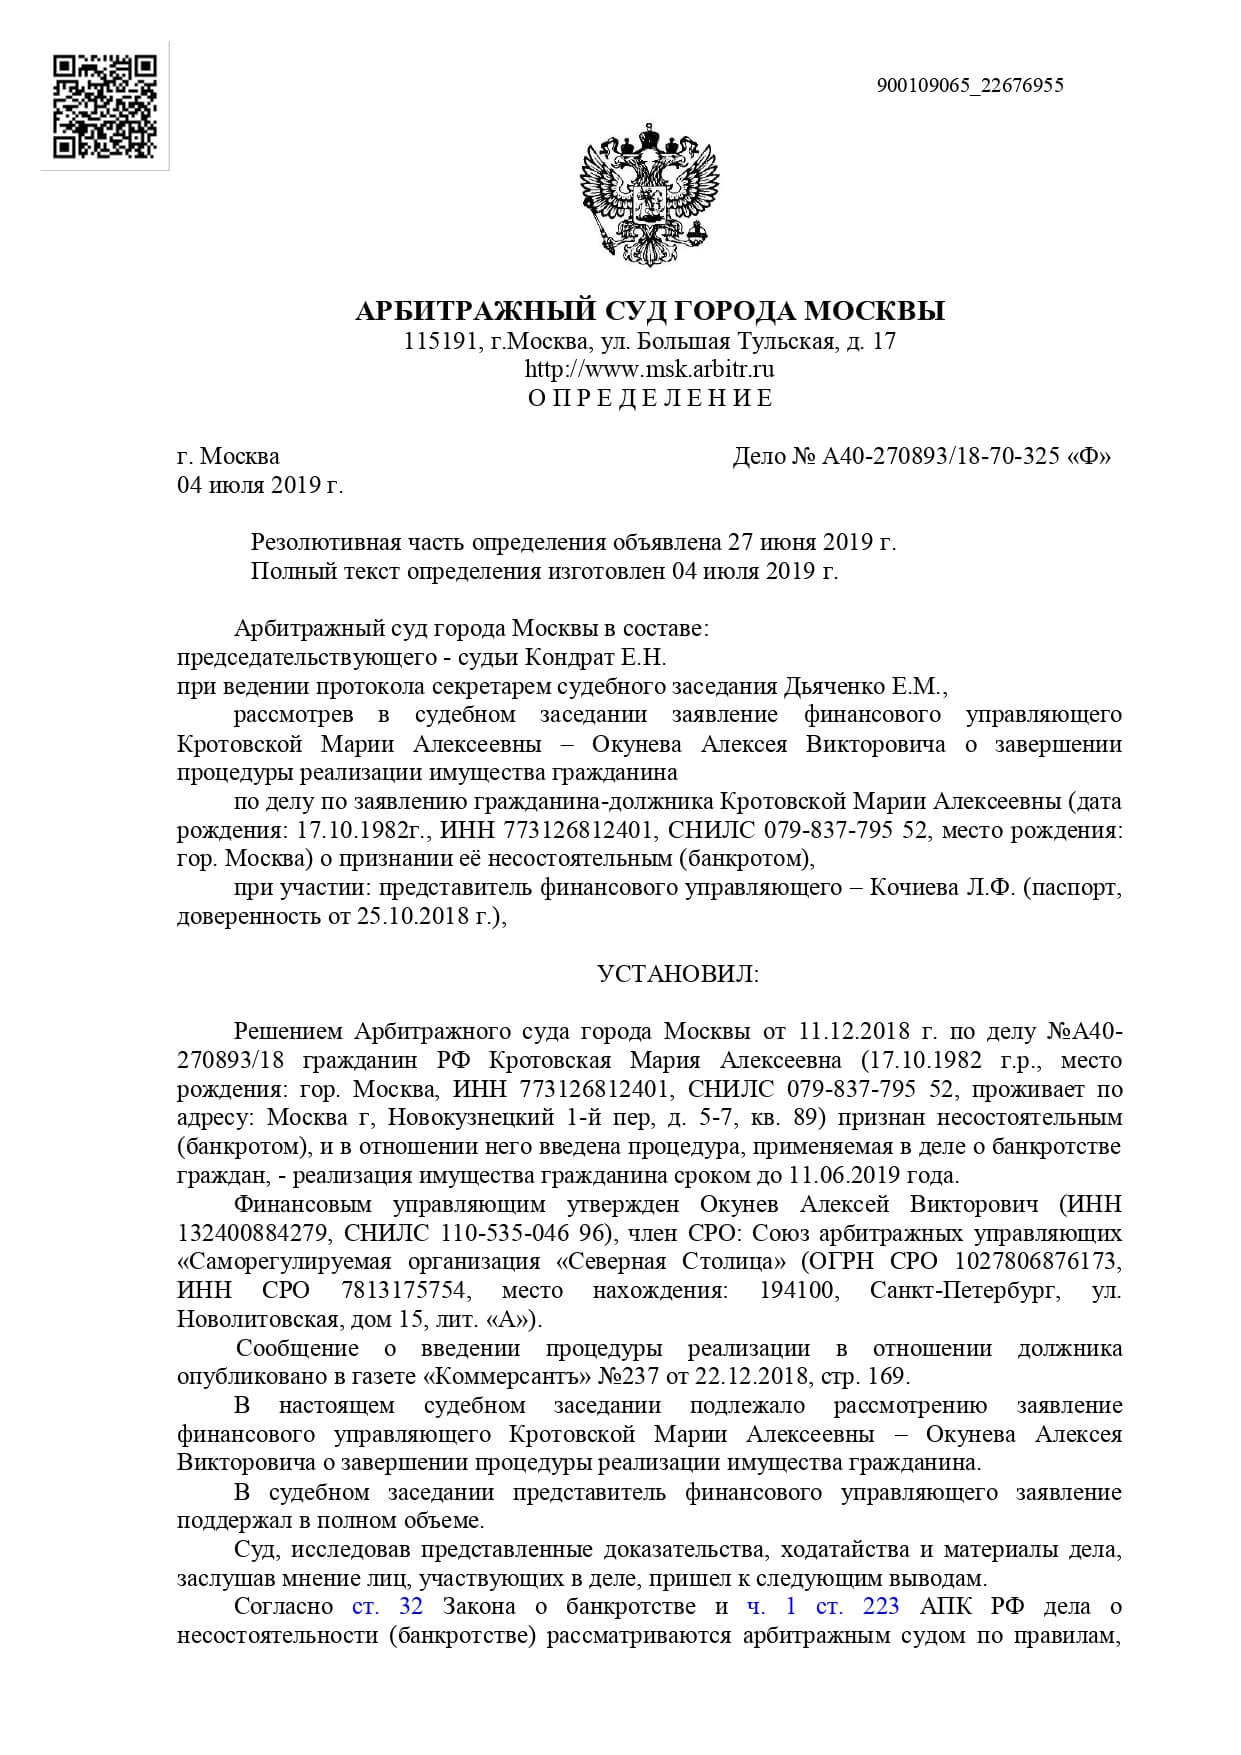 900109065_22676955
АРБИТРАЖНЫЙ СУД ГОРОДА МОСКВЫ
115191, г.Москва, ул. Большая Тульская, д. 17
http://www.msk.arbitr.ru
О П Р Е Д Е Л Е Н И Е
г. Москва Дело № А40-270893/18-70-325 «Ф»
04 июля 2019 г.
Резолютивная часть определения объявлена 27 июня 2019 г.
Полный текст определения изготовлен 04 июля 2019 г.
Арбитражный суд города Москвы в составе:
председательствующего - судьи Кондрат Е.Н.
при ведении протокола секретарем судебного заседания Дьяченко Е.М.,
рассмотрев в судебном заседании заявление финансового управляющего
Кротовской Марии Алексеевны – Окунева Алексея Викторовича о завершении
процедуры реализации имущества гражданина
по делу по заявлению гражданина-должника Кротовской Марии Алексеевны (дата
рождения: 17.10.1982г., ИНН 773126812401, СНИЛС 079-837-795 52, место рождения:
гор. Москва) о признании её несостоятельным (банкротом),
при участии: представитель финансового управляющего – Кочиева Л.Ф. (паспорт,
доверенность от 25.10.2018 г.),
УСТАНОВИЛ:
Решением Арбитражного суда города Москвы от 11.12.2018 г. по делу №А40-
270893/18 гражданин РФ Кротовская Мария Алексеевна (17.10.1982 г.р., место
рождения: гор. Москва, ИНН 773126812401, СНИЛС 079-837-795 52, проживает по
адресу: Москва г, Новокузнецкий 1-й пер, д. 5-7, кв. 89) признан несостоятельным
(банкротом), и в отношении него введена процедура, применяемая в деле о банкротстве
граждан, - реализация имущества гражданина сроком до 11.06.2019 года.
Финансовым управляющим утвержден Окунев Алексей Викторович (ИНН
132400884279, СНИЛС 110-535-046 96), член СРО: Союз арбитражных управляющих
«Саморегулируемая организация «Северная Столица» (ОГРН СРО 1027806876173,
ИНН СРО 7813175754, место нахождения: 194100, Санкт-Петербург, ул.
Новолитовская, дом 15, лит. «А»).
Сообщение о введении процедуры реализации в отношении должника
опубликовано в газете «Коммерсантъ» №237 от 22.12.2018, стр. 169.
В настоящем судебном заседании подлежало рассмотрению заявление
финансового управляющего Кротовской Марии Алексеевны – Окунева Алексея
Викторовича о завершении процедуры реализации имущества гражданина.
В судебном заседании представитель финансового управляющего заявление
поддержал в полном объеме.
Суд, исследовав представленные доказательства, ходатайства и материалы дела,
заслушав мнение лиц, участвующих в деле, пришел к следующим выводам.
Согласно ст. 32 Закона о банкротстве и ч. 1 ст. 223 АПК РФ дела о
несостоятельности (банкротстве) рассматриваются арбитражным судом по правилам,